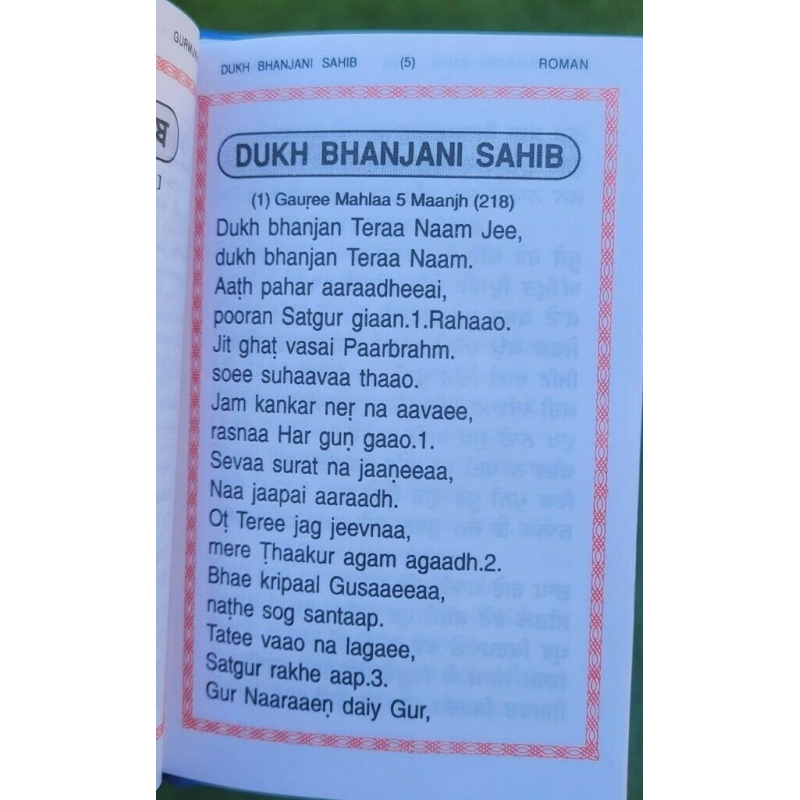 GURMU
DUKH BHANJANI SAHIB (5) ROMAN
DUKH BHANJANI SAHIB
(1) Gauṛee Mahlaa 5 Maanjh (218)
Dukh bhanjan Teraa Naam Jee,
dukh bhanjan Teraa Naam.
Aaṭh pahar aaraadheeai,
pooran Satgur giaan.1.Rahaao.
Jit ghaṭ vasai Paarbrahm.
soee suhaavaa thaao.
Jam kankar neṛ na aavaee,
rasnaa Har guṇ gaao.1.
Sevaa surat na jaaṇeeaa,
Naa jaapai aaraadh.
Oṭ Teree jag jeevnaa,
mere Ṭhaakur agam agaadh.2.
Bhae kripaal Gusaaeeaa,
naṭhe sog santaap.
Tatee vaao na lagaee,
Satgur rakhe aap.3.
Gur Naaraaeṇ daiy Gur,